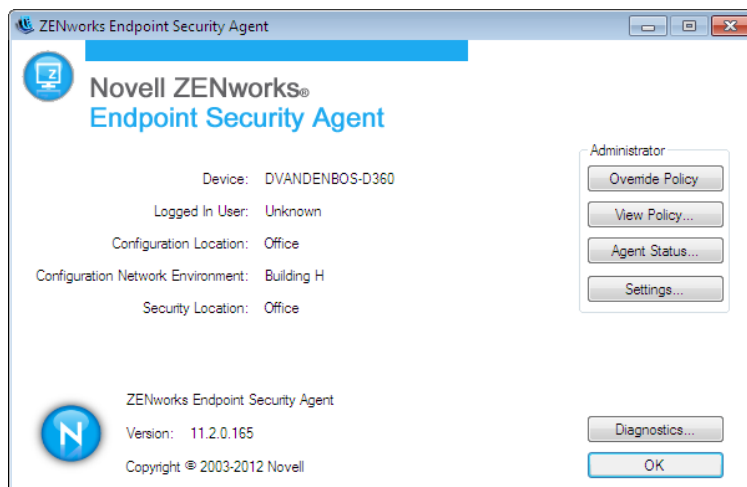 ZENworks Endpoint Security Agent
Z
Novell ZENworks®
Endpoint Security Agent
Administrator
Device: DVANDENBOS-D360
Override Policy
Logged In User: Unknown
View Policy...
Configuration Location: Office
Agent Status...
Configuration Network Environment: Building H
Settings...
Security Location: Office
ZENworks Endpoint Security Agent
N
Version: 11.2.0.165
Diagnostics...
Copyright © 2003-2012 Novell
OK